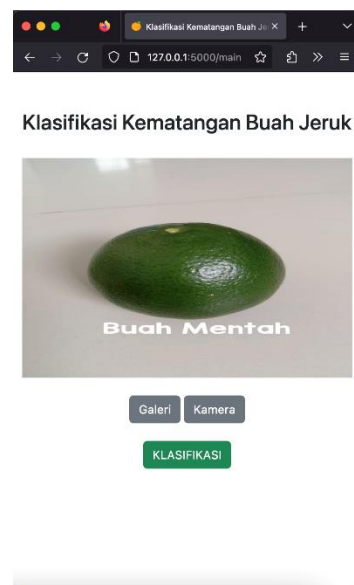 Klasifikasi Kematangan Buah Je
127.0.0.1:5000/main
Klasifikasi Kematangan Buah Jeruk
Buah Mentah
Galeri Kamera
KLASIFIKASI